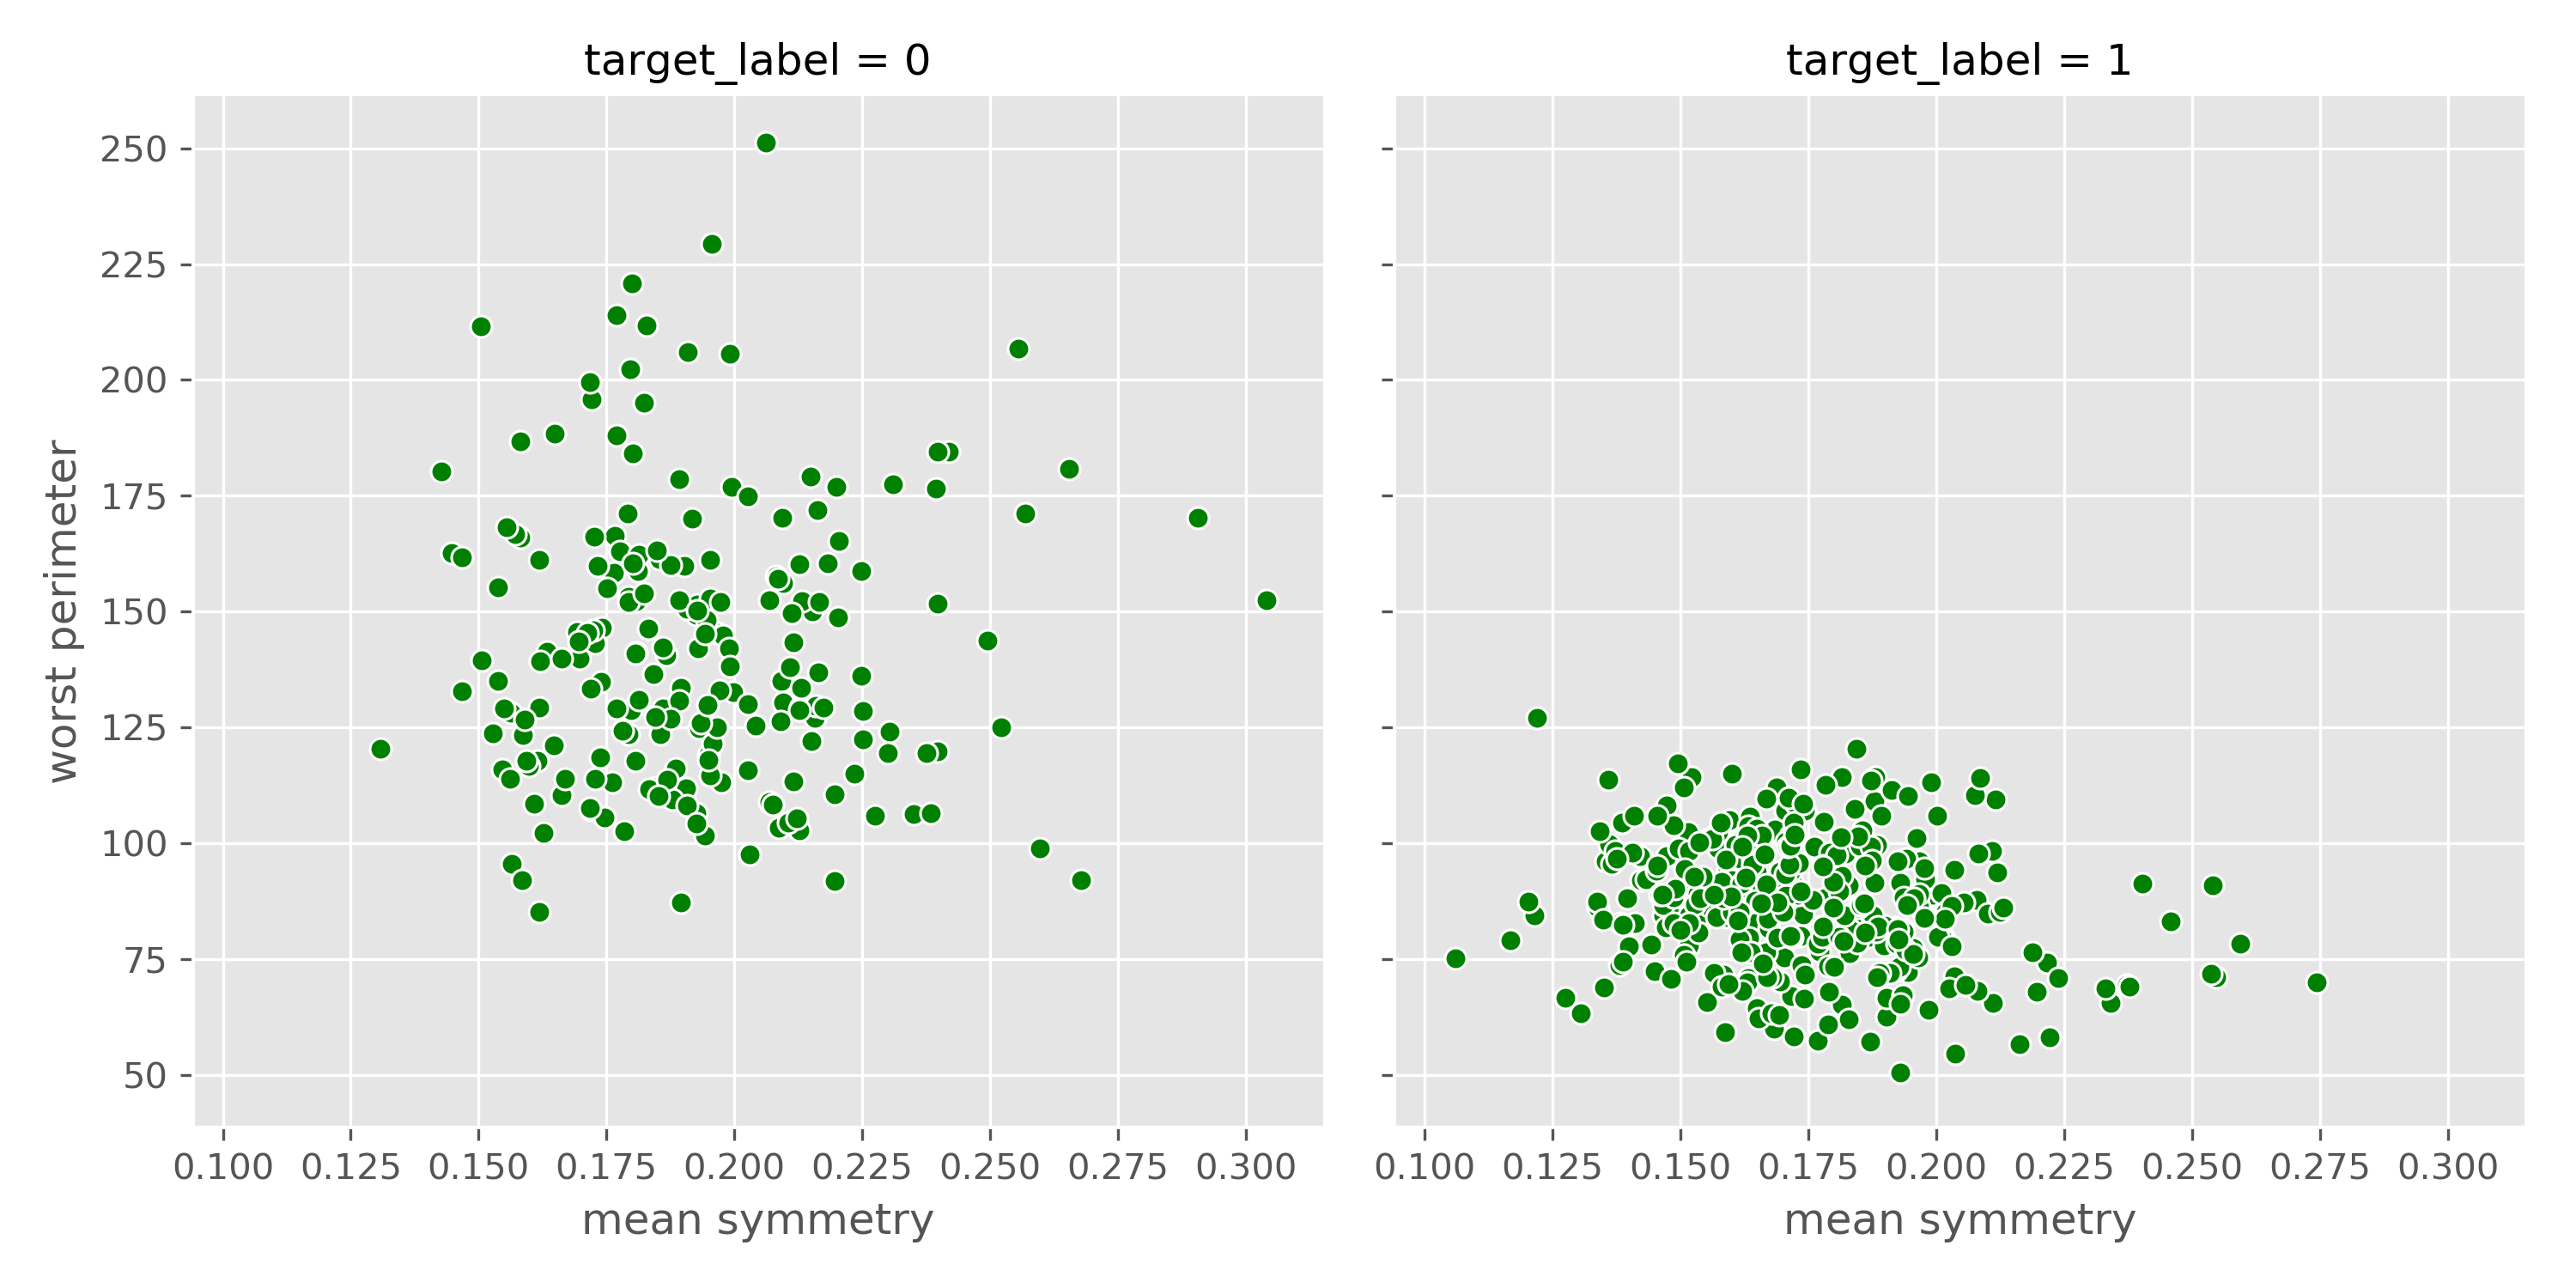 target_label = 0
target_label = 1
250
225
200
175
150
125
100
75
50
worst perimeter
0.100 0.125 0.150 0.175 0.200 0.225 0.250 0.275 0.300
0.100 0.125 0.150 0.175 0.200 0.225 0.250 0.275 0.300
mean symmetry
mean symmetry